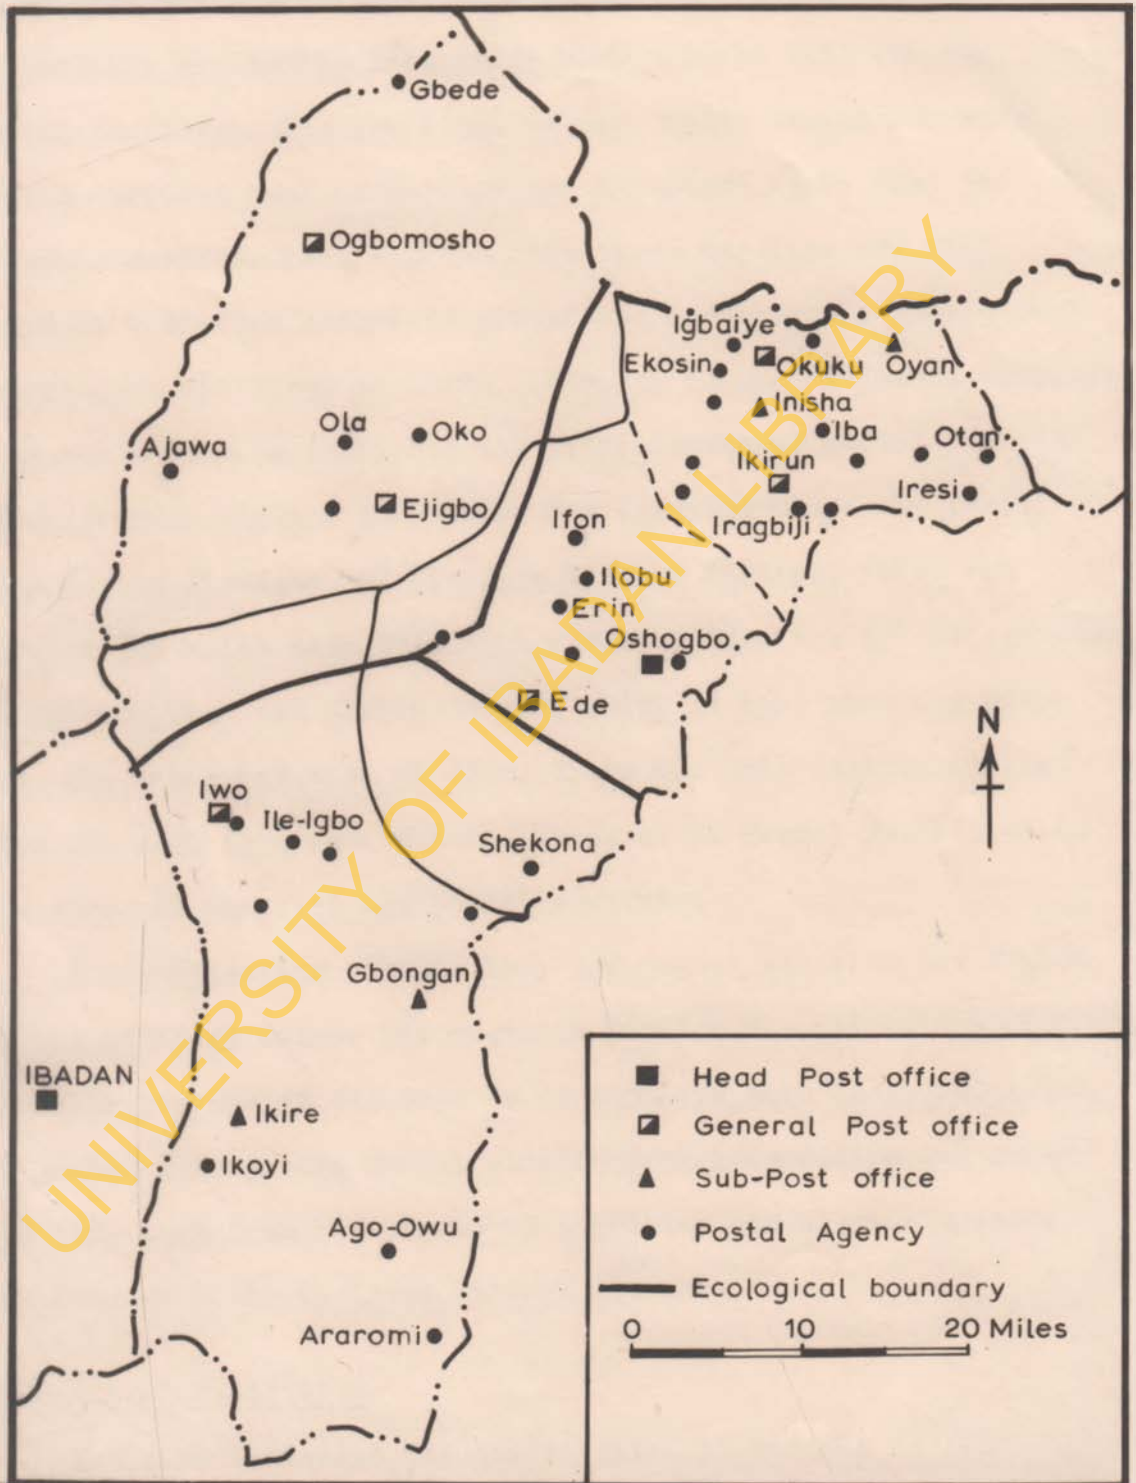 Gbede
Ogbomosho
Igbaiye
Ekosin
Okuku
Oyan
Inisha
Ola
Oko
Iba
Otan
Ajawa
Ikirun
Iresi
Ejigbo
Ifon
Iragbiji
Ilobu
Erin
Oshogbo
Ede
N
Iwo
Ile-Igbo
Shekona
Gbongan
IBADAN
Ikire
Ikoyi
Ago-Owu
Araromi
Head Post office
General Post office
Sub-Post office
Postal Agency
Ecological boundary
0 10 20 Miles
UNIVERSITY OF IBADAN LIBRARY